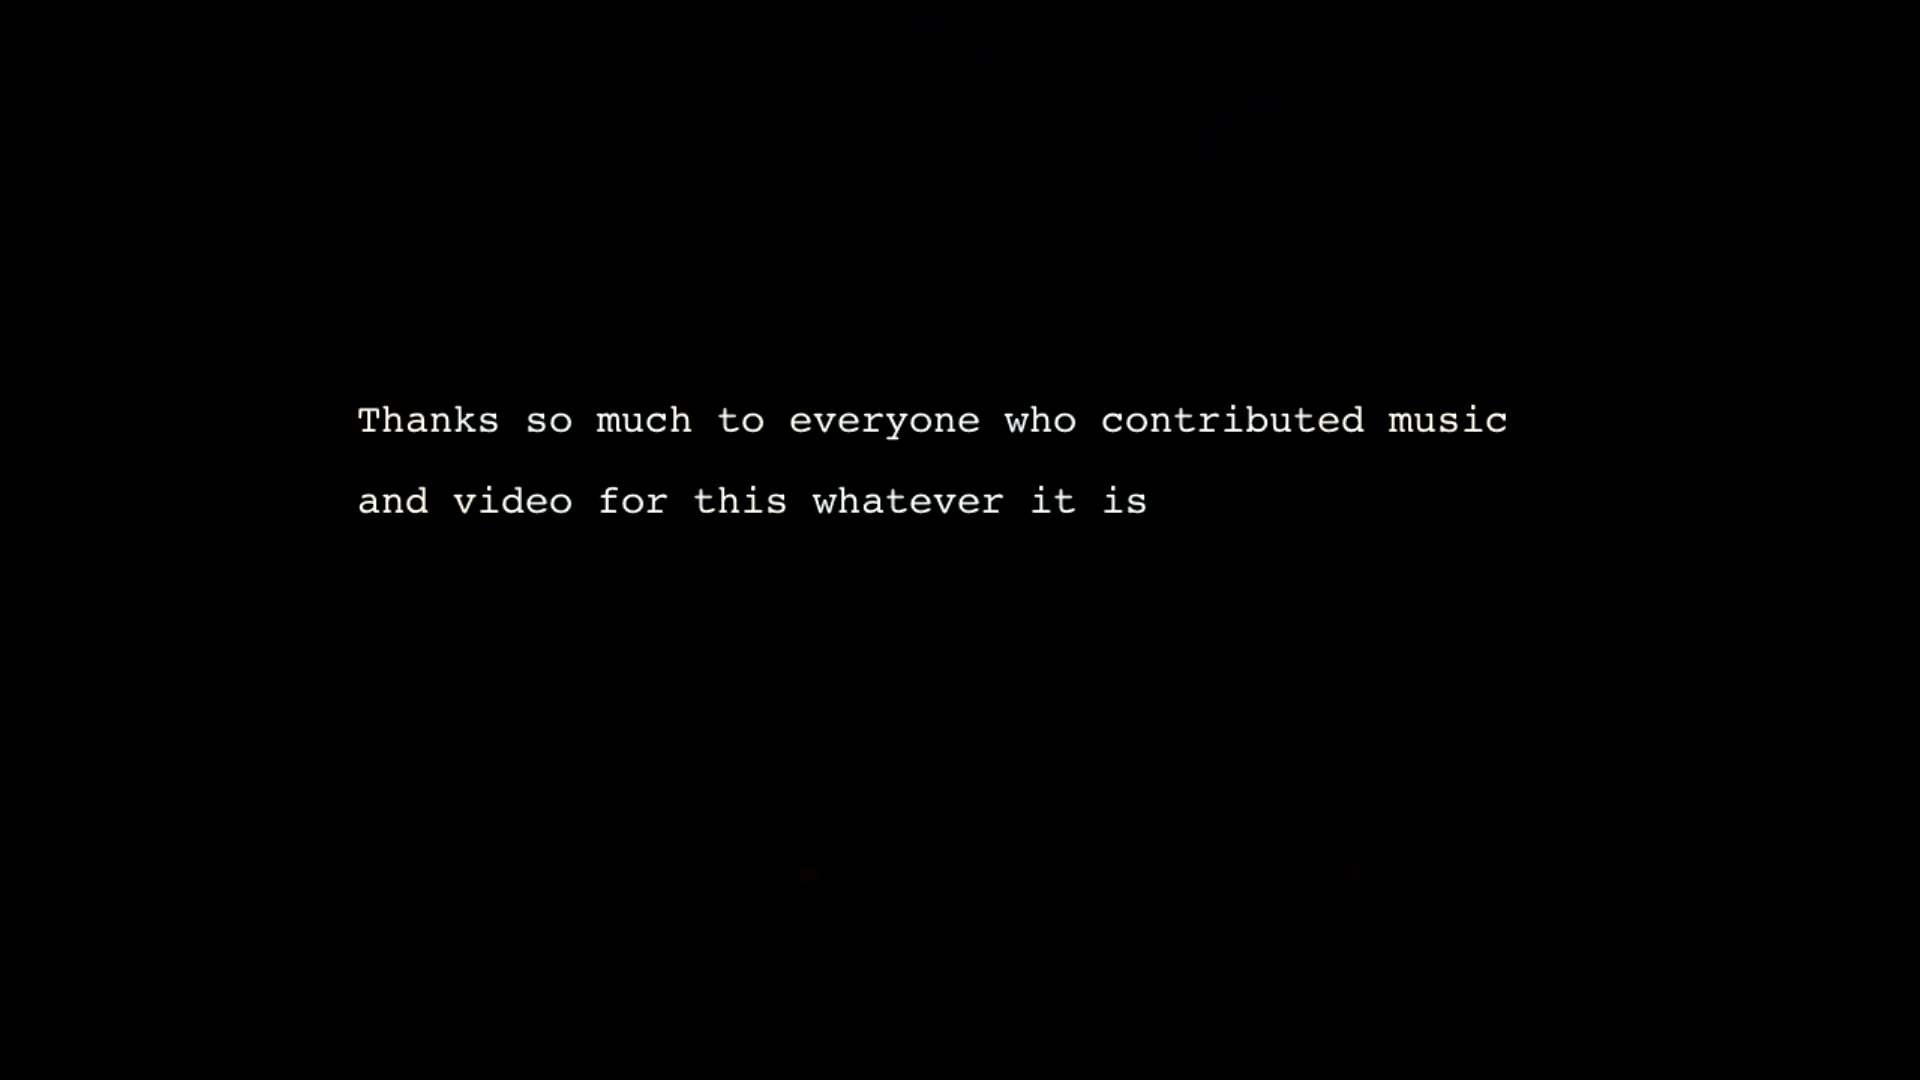 Thanks so much to everyone who contributed music
and video for this whatever it is